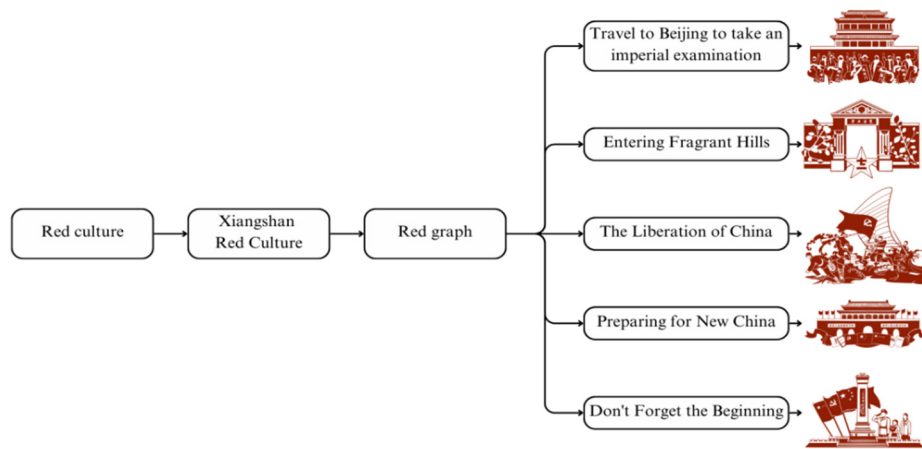 Travel to Beijing to take an
imperial examination
Entering Fragrant Hills
Red culture
Xiangshan
Red Culture
Red graph
The Liberation of China
Preparing for New China
Don't Forget the Beginning